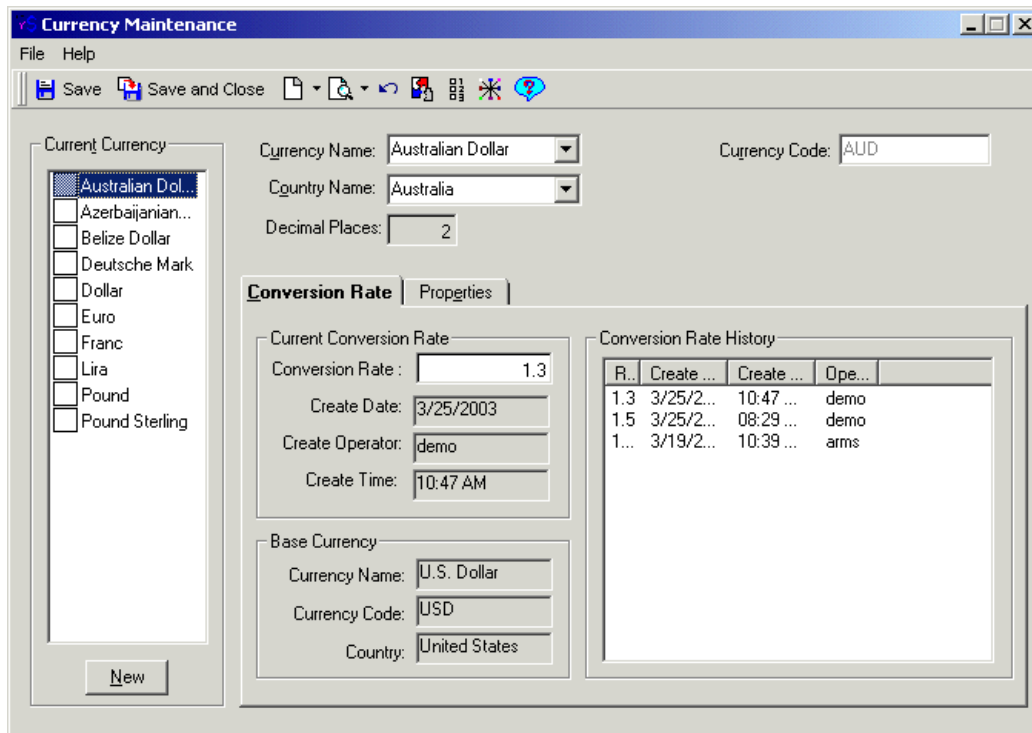 Currency Maintenance
File Help
Save Save and Close
Current Currency
Australian Dol...
Azerbaijanian...
Belize Dollar
Deutsche Mark
Dollar
Euro
Franc
Lira
Pound
Pound Sterling
New
Currency Name: Australian Dollar
Currency Code: AUD
Country Name: Australia
Decimal Places: 2
Conversion Rate Properties
Current Conversion Rate
Conversion Rate : 1.3
Create Date: 3/25/2003
Create Operator: demo
Create Time: 10:47 AM
Base Currency
Currency Name: U.S. Dollar
Currency Code: USD
Country: United States
Conversion Rate History
R.. Create ... Create ... Ope...
1.3 3/25/2... 10:47 ... demo
1.5 3/25/2... 08:29 ... demo
1... 3/19/2... 10:39 ... arms